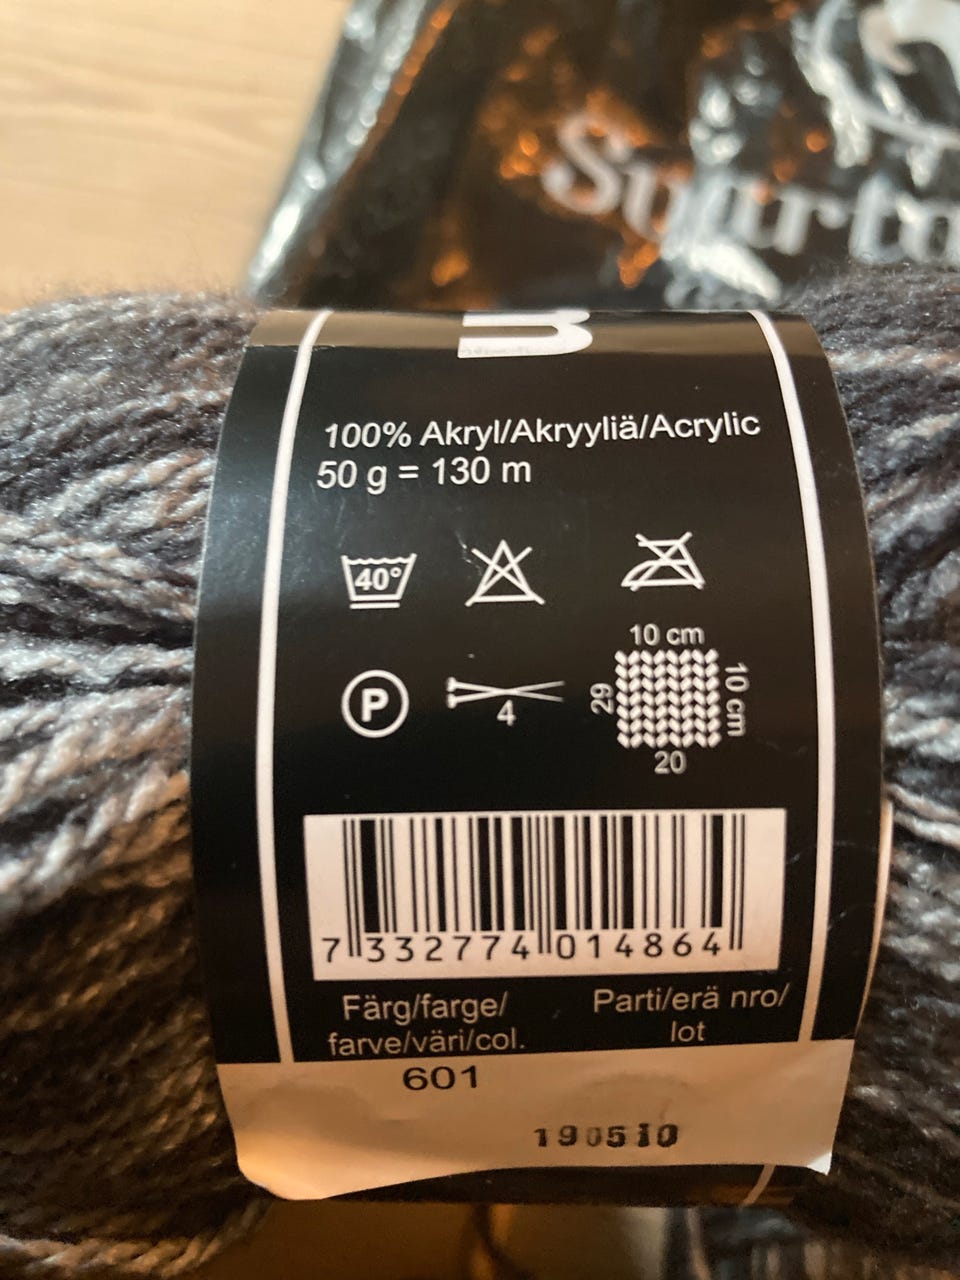 Svarta
100% Akryl/Akryyliä/Acrylic
50 g = 130 m
40°
P
4
10 cm
10 cm
29
20
7 332774 014864
Färg/farge/
farve/väri/col.
Parti/erä nro/
lot
601
190510